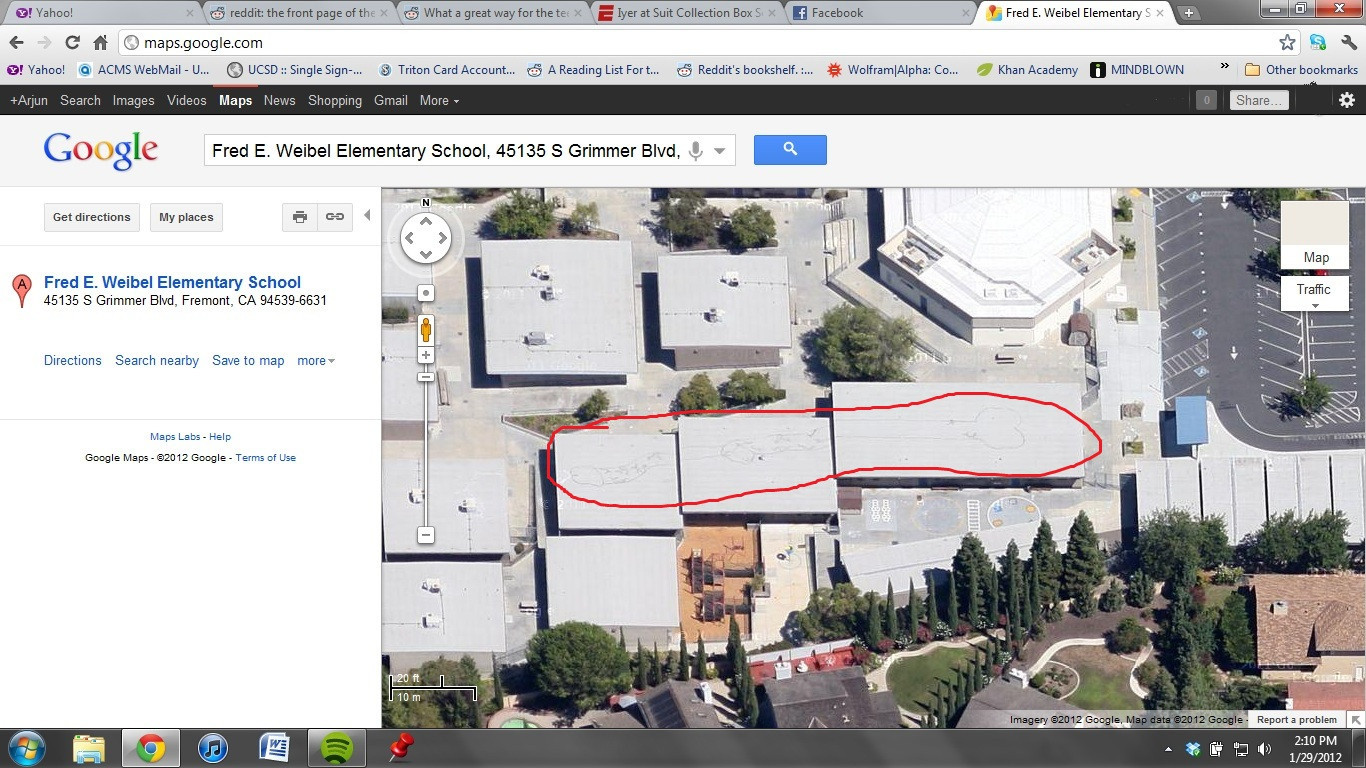 Yahoo!
reddit: the front page of the
What a great way for the te
Iyer at Suit Collection Box S
Facebook
Fred E. Weibel Elementary S
maps.google.com
Yahoo! ACMS WebMail - U... UCSD :: Single Sign-... Triton Card Account... A Reading List For t... Reddit's bookshelf. :... Wolfram|Alpha: Co... Khan Academy MINDBLOWN » Other bookmarks
+Arjun Search Images Videos Maps News Shopping Gmail More 0 Share...
Google Fred E. Weibel Elementary School, 45135 S Grimmer Blvd,
Get directions My places
N
Map
Traffic
A Fred E. Weibel Elementary School
45135 S Grimmer Blvd, Fremont, CA 94539-6631
Directions Search nearby Save to map more
Maps Labs - Help
Google Maps - ©2012 Google - Terms of Use
20 ft
10 m
Imagery ©2012 Google, Map data ©2012 Google - Report a problem
2:10 PM
1/29/2012